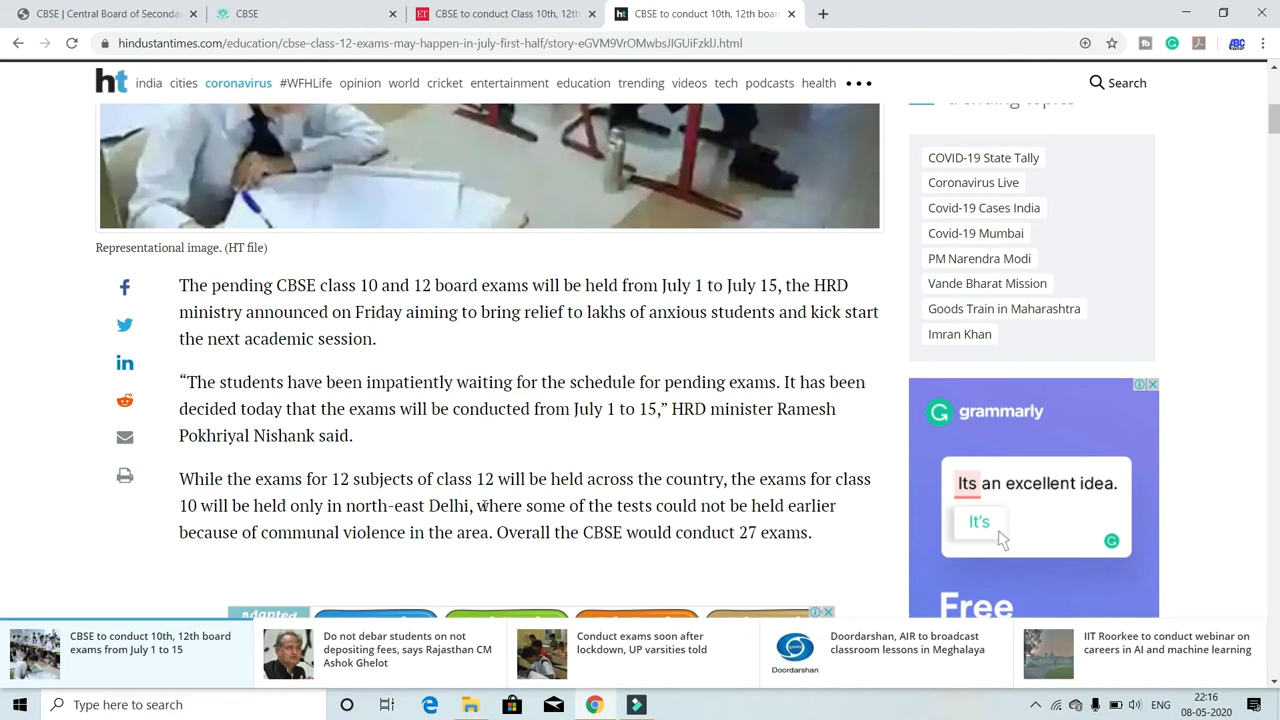 CBSE | Central Board of Secondar
CBSE
ET CBSE to conduct Class 10th, 12th
ht CBSE to conduct 10th, 12th boar
hindustantimes.com/education/cbse-class-12-exams-may-happen-in-july-first-half/story-eGVM9VrOMwbsJIGUiFzklJ.html
ht india cities coronavirus #WFHLife opinion world cricket entertainment education trending videos tech podcasts health ••• Search
COVID-19 State Tally
Coronavirus Live
Covid-19 Cases India
Covid-19 Mumbai
PM Narendra Modi
Vande Bharat Mission
Goods Train in Maharashtra
Imran Khan
Representational image. (HT file)
The pending CBSE class 10 and 12 board exams will be held from July 1 to July 15, the HRD
ministry announced on Friday aiming to bring relief to lakhs of anxious students and kick start
the next academic session.
“The students have been impatiently waiting for the schedule for pending exams. It has been
decided today that the exams will be conducted from July 1 to 15,” HRD minister Ramesh
Pokhriyal Nishank said.
While the exams for 12 subjects of class 12 will be held across the country, the exams for class
10 will be held only in north-east Delhi, where some of the tests could not be held earlier
because of communal violence in the area. Overall the CBSE would conduct 27 exams.
grammarly
Its an excellent idea.
It's
Free
CBSE to conduct 10th, 12th board
exams from July 1 to 15
Do not debar students on not
depositing fees, says Rajasthan CM
Ashok Ghelot
Conduct exams soon after
lockdown, UP varsities told
Doordarshan
Doordarshan, AIR to broadcast
classroom lessons in Meghalaya
IIT Roorkee to conduct webinar on
careers in AI and machine learning
Type here to search
ENG
22:16
08-05-2020